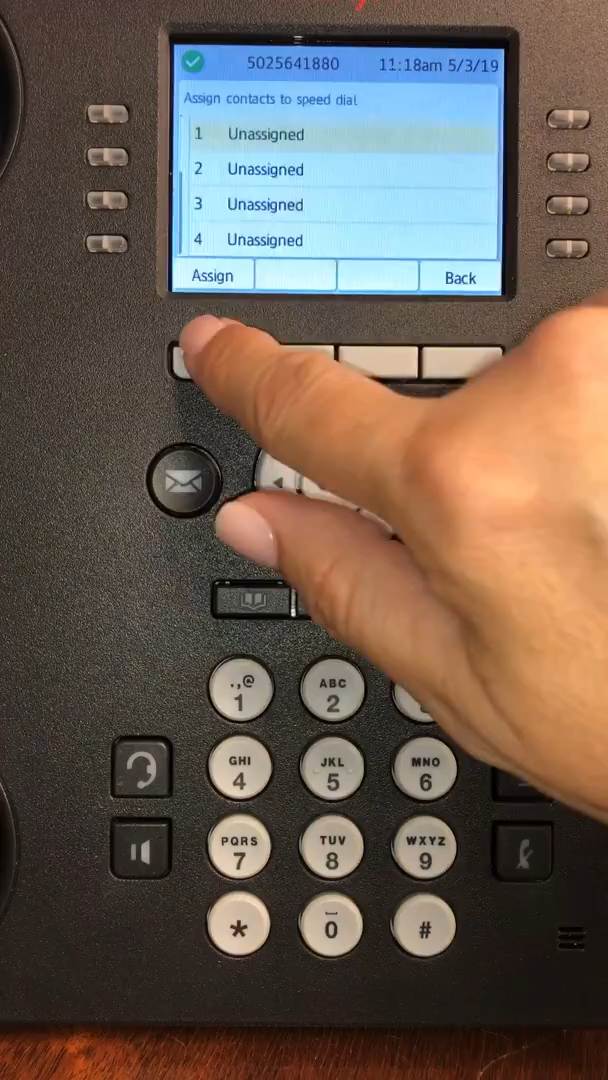 5025641880 11:18am 5/3/19
Assign contacts to speed dial
1 Unassigned
2 Unassigned
3 Unassigned
4 Unassigned
Assign Back
.,@ ABC
1 2
GHI JKL MNO
4 5 6
PQRS TUV WXYZ
7 8 9
* 0 #